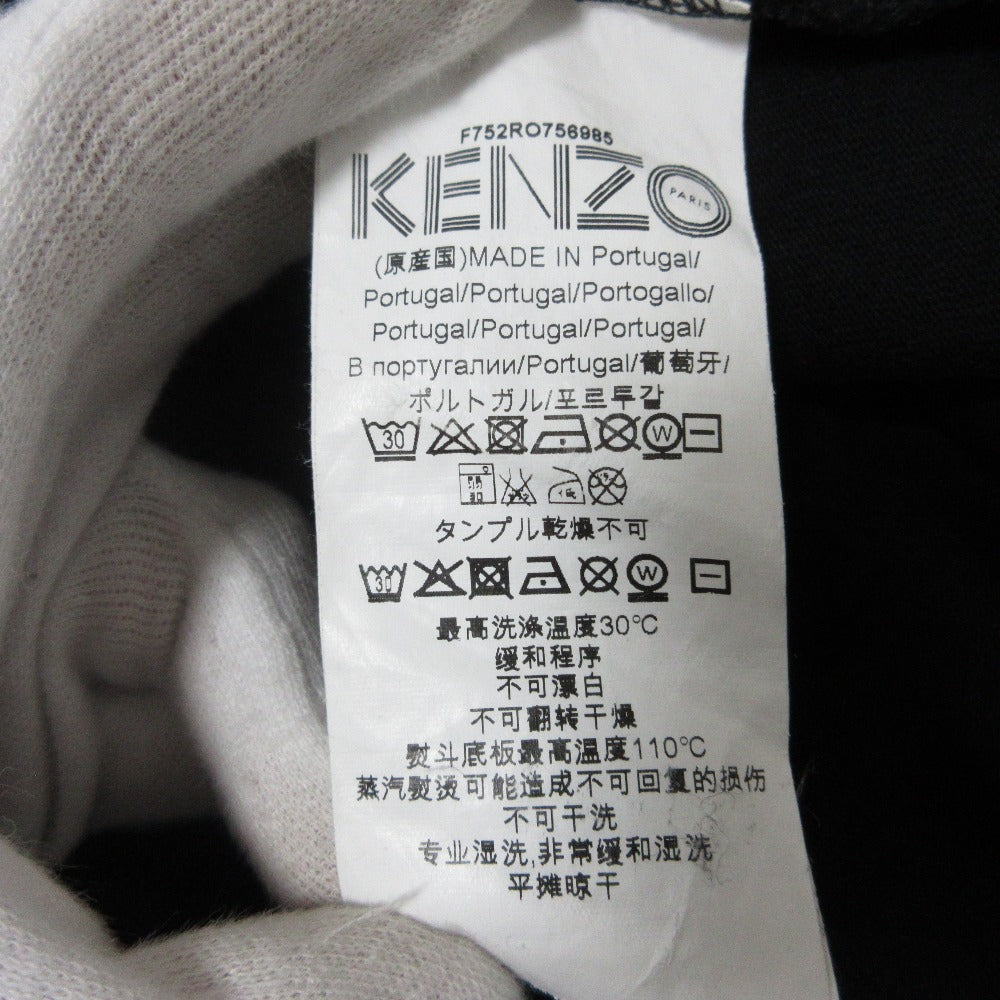 F752RO756985
KENZO PARIS
(原産国)MADE IN Portugal/
Portugal/Portugal/Portogallo/
Portugal/Portugal/Portugal/
В португалии/Portugal/葡萄牙/
ポルトガル/포르투갈
30 W
タンプル乾燥不可
30 W
最高洗涤温度30℃
缓和程序
不可漂白
不可翻转干燥
熨斗底板最高温度110℃
蒸汽熨烫可能造成不可回复的损伤
不可干洗
专业湿洗,非常缓和湿洗
平摊晾干